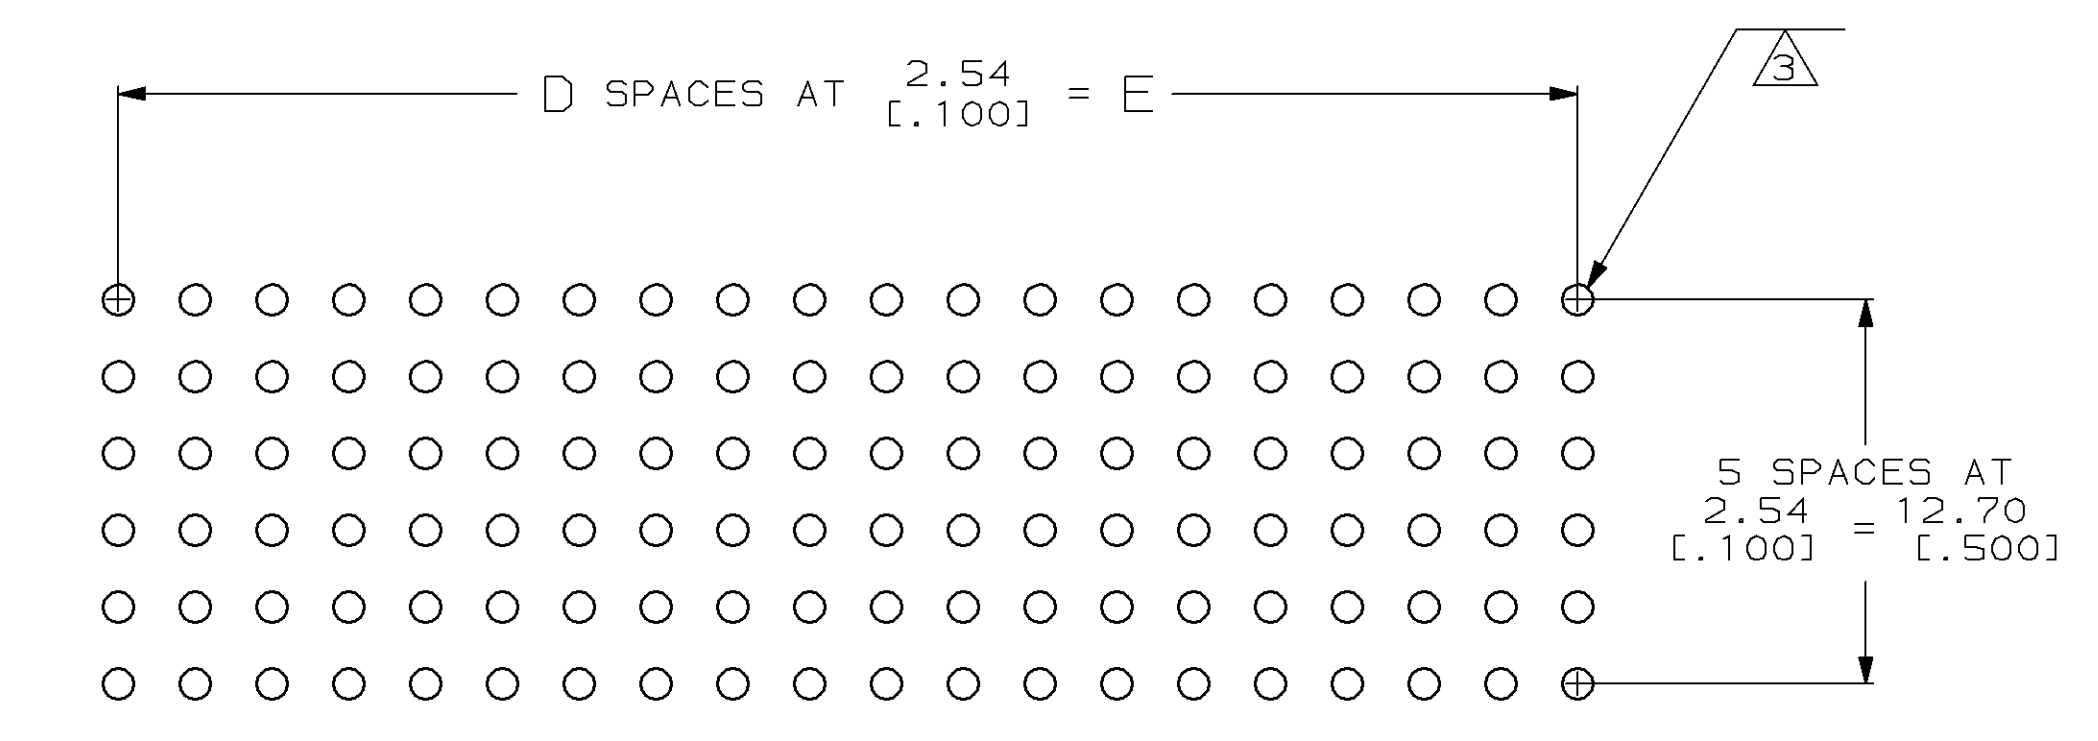 3
D SPACES AT 2.54 = E
[.100]
5 SPACES AT
2.54 = 12.70
[.100] [.500]